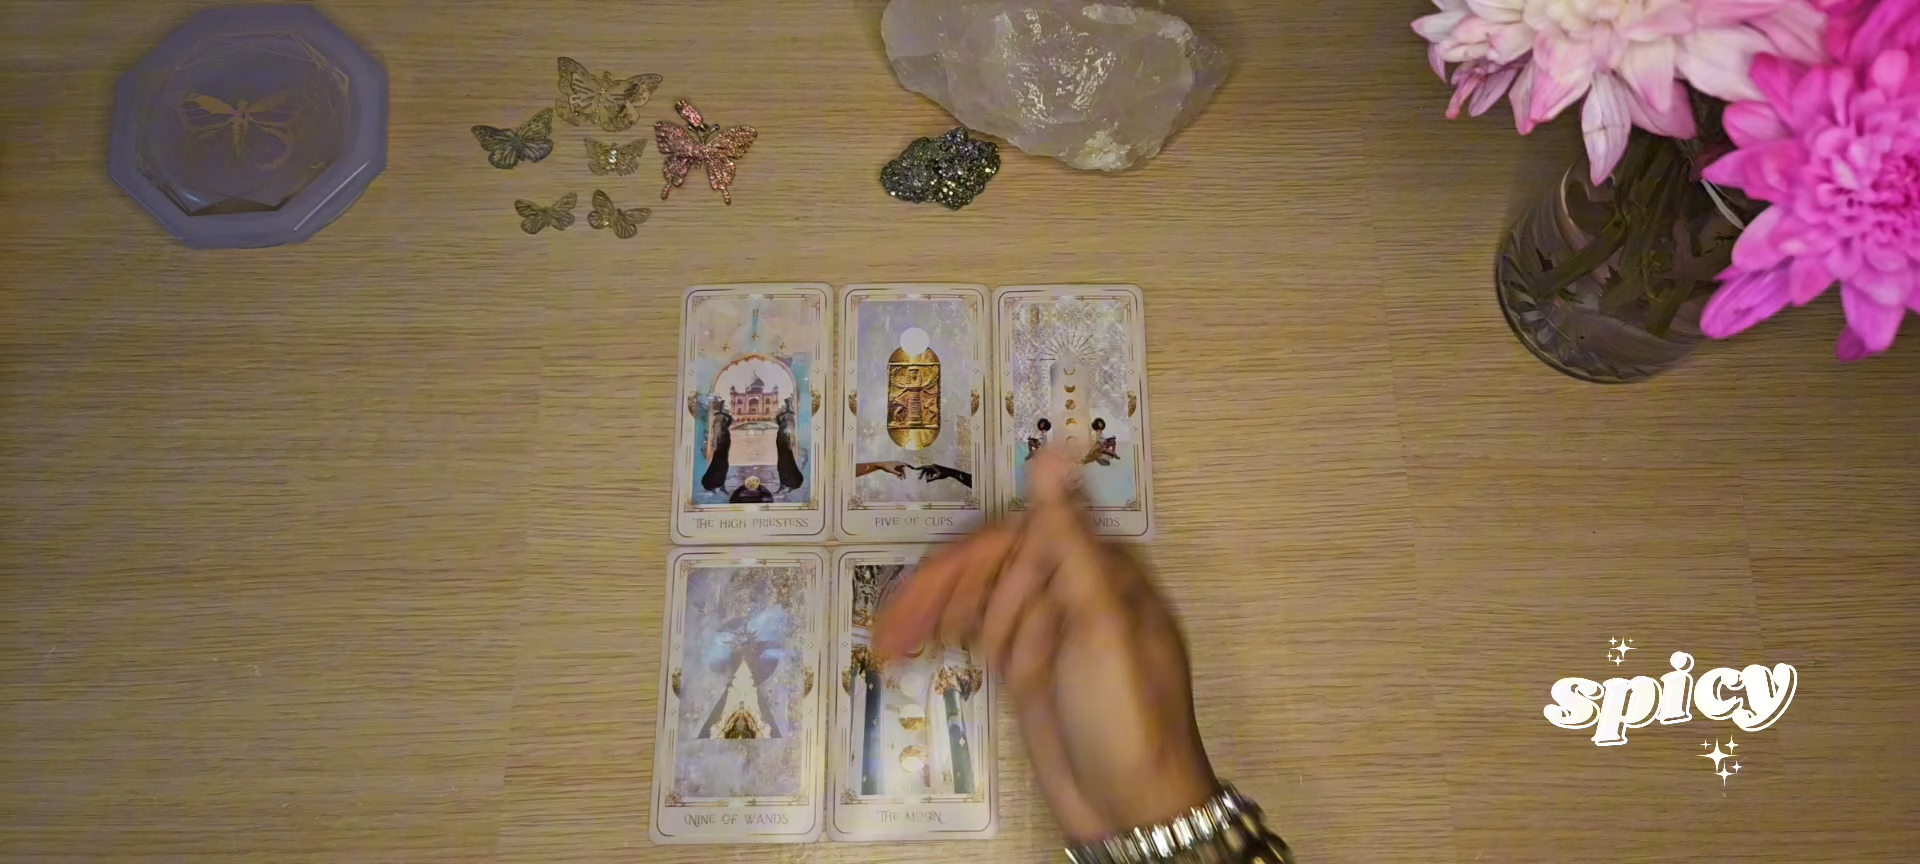 THE HIGH PRIESTESS
FIVE OF CUPS
NINE OF WANDS
THE MOON
spicy